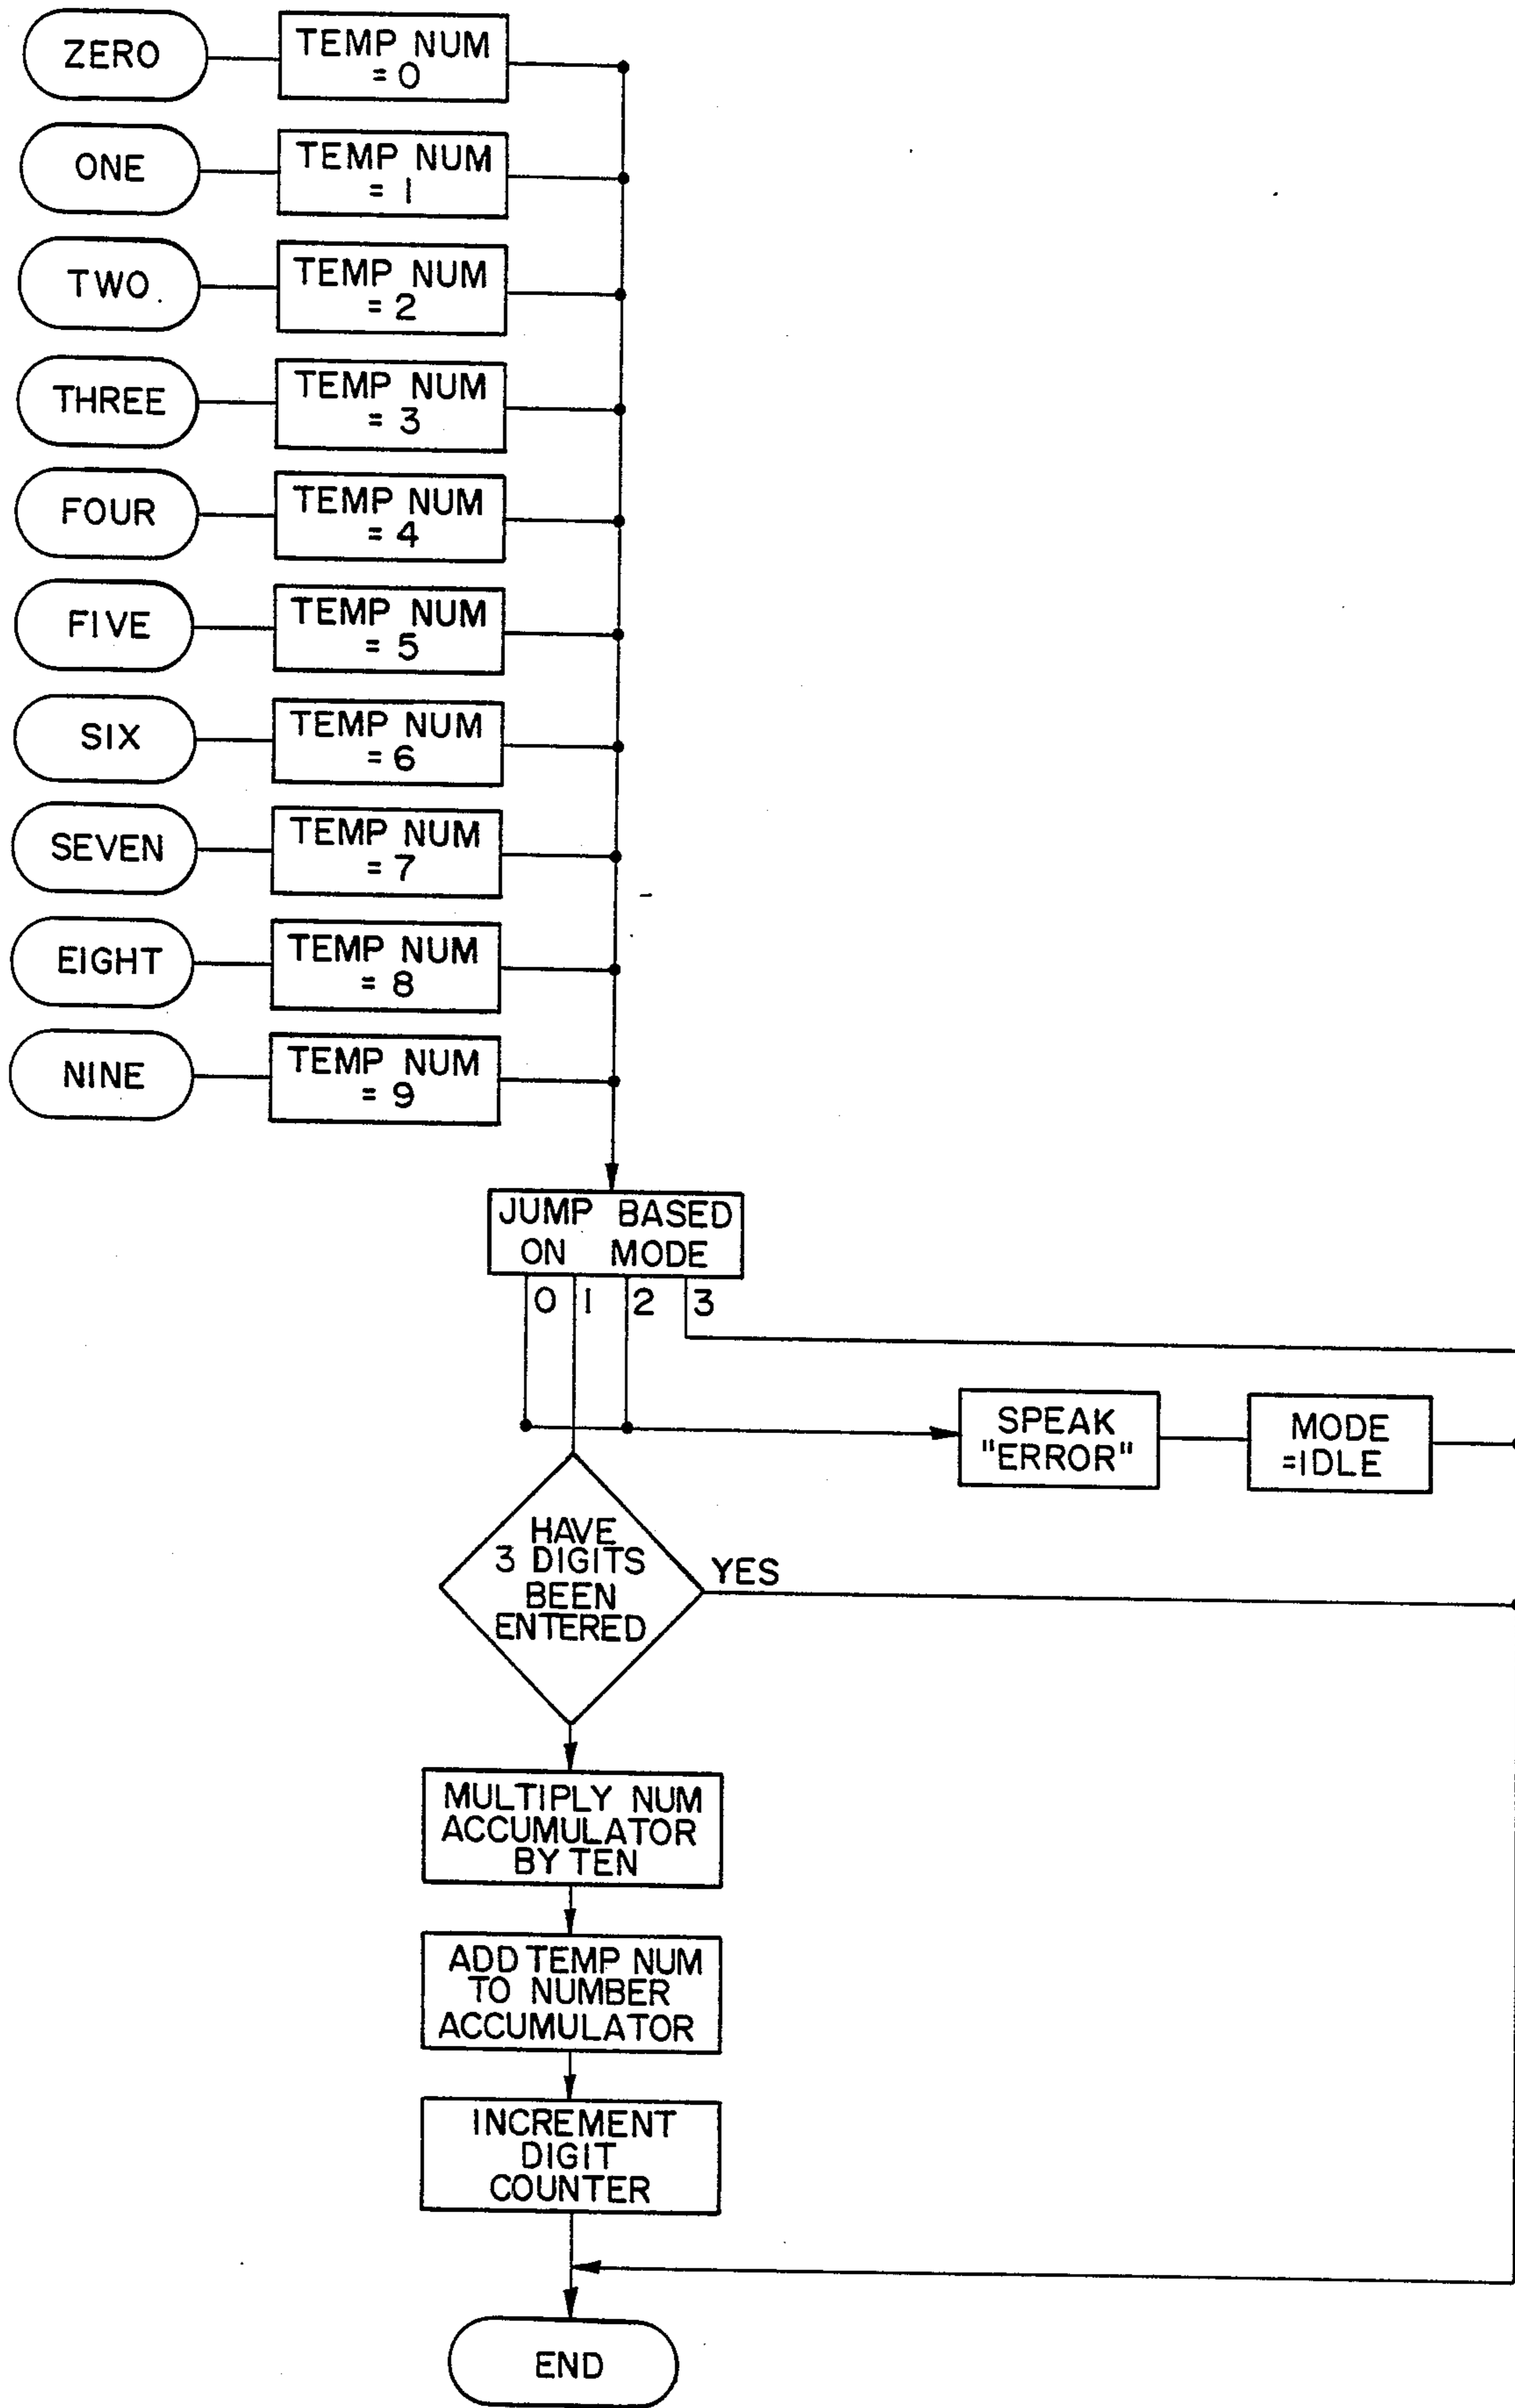 ZERO
TEMP NUM
= 0
ONE
TEMP NUM
= 1
TWO
TEMP NUM
= 2
THREE
TEMP NUM
= 3
FOUR
TEMP NUM
= 4
FIVE
TEMP NUM
= 5
SIX
TEMP NUM
= 6
SEVEN
TEMP NUM
= 7
EIGHT
TEMP NUM
= 8
NINE
TEMP NUM
= 9
JUMP BASED
ON MODE
0 1 2 3
SPEAK
"ERROR"
MODE
=IDLE
HAVE
3 DIGITS
BEEN
ENTERED
YES
MULTIPLY NUM
ACCUMULATOR
BY TEN
ADD TEMP NUM
TO NUMBER
ACCUMULATOR
INCREMENT
DIGIT
COUNTER
END